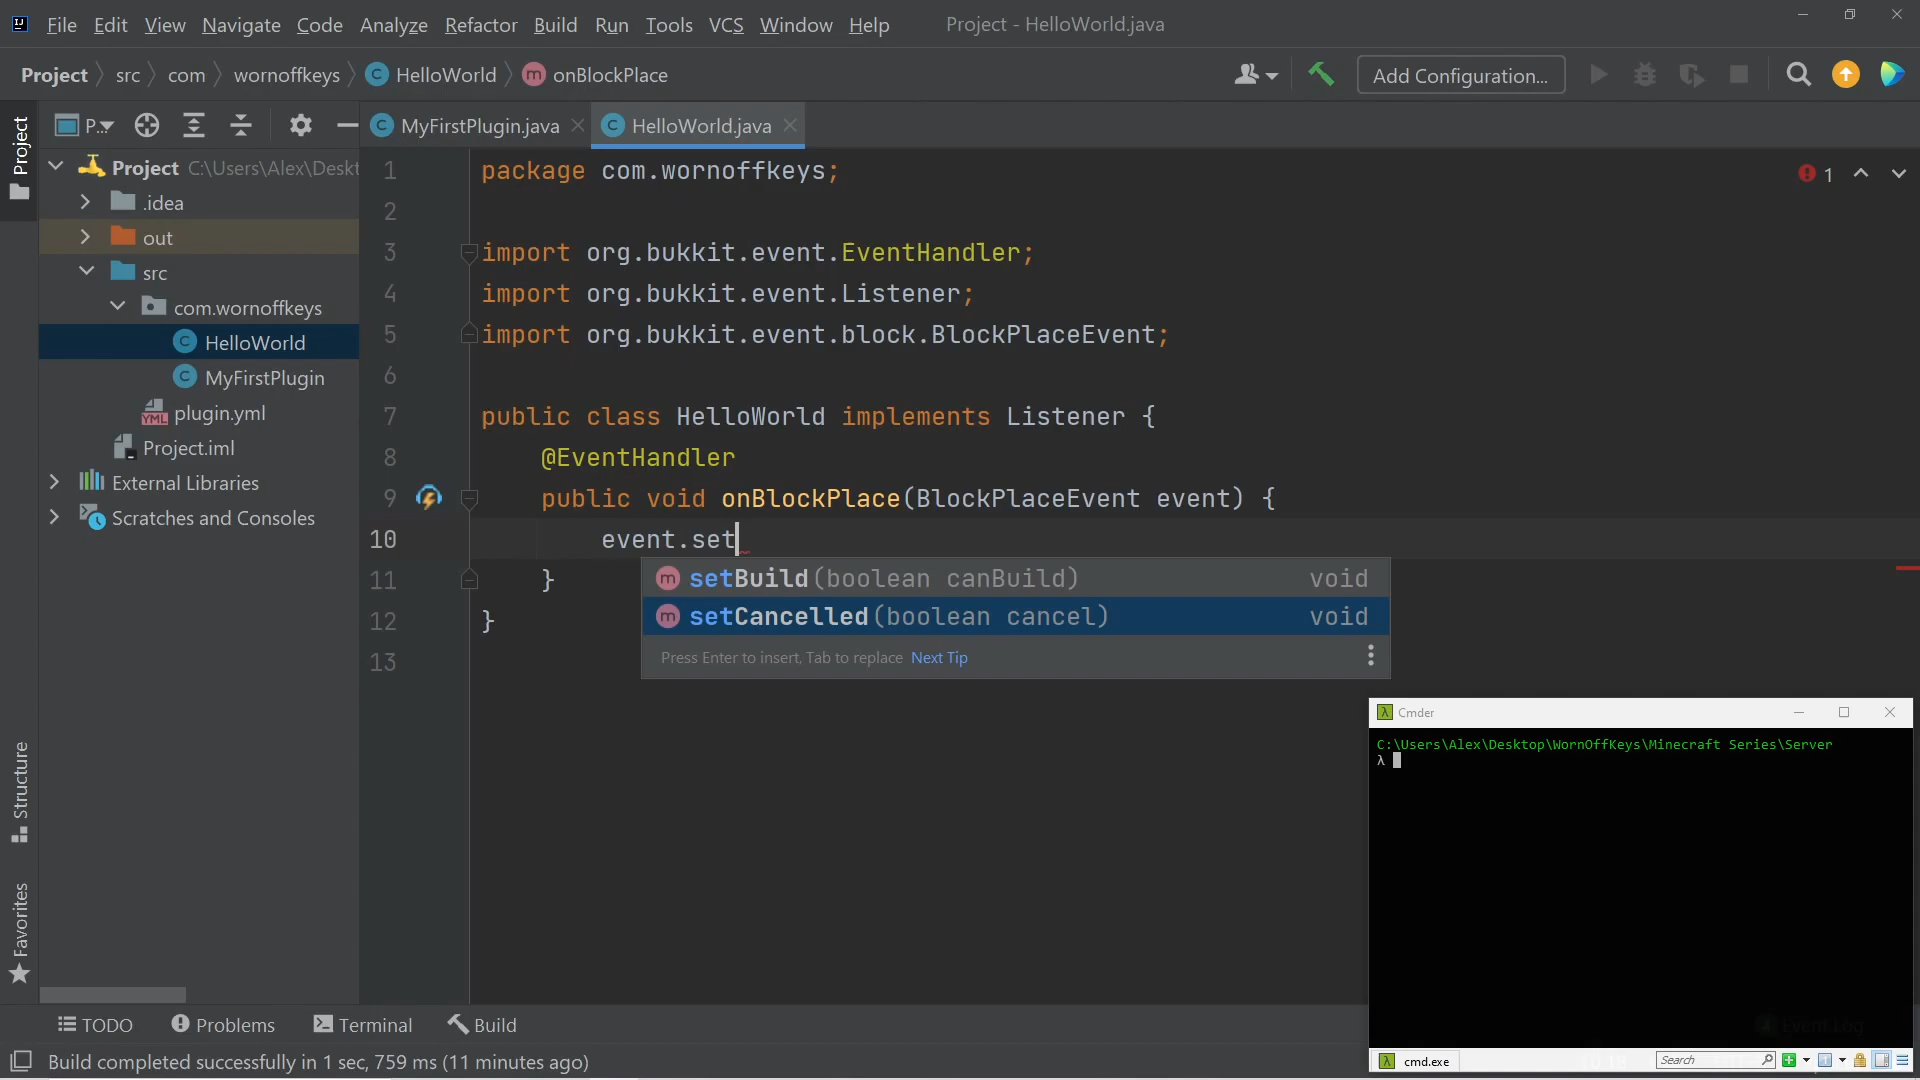 File Edit View Navigate Code Analyze Refactor Build Run Tools VCS Window Help Project - HelloWorld.java
Project src com wornoffkeys HelloWorld onBlockPlace Add Configuration...
P... MyFirstPlugin.java HelloWorld.java
Project
Project C:\Users\Alex\Deskt
.idea
out
src
com.wornoffkeys
HelloWorld
MyFirstPlugin
plugin.yml
Project.iml
External Libraries
Scratches and Consoles
Structure
Favorites
1 package com.wornoffkeys;
2
3 import org.bukkit.event.EventHandler;
4 import org.bukkit.event.Listener;
5 import org.bukkit.event.block.BlockPlaceEvent;
6
7 public class HelloWorld implements Listener {
8 @EventHandler
9 public void onBlockPlace(BlockPlaceEvent event) {
10 event.set
11 }
12 }
13
1
setBuild(boolean canBuild) void
setCancelled(boolean cancel) void
Press Enter to insert, Tab to replace Next Tip
Cmder
C:\Users\Alex\Desktop\WornOffKeys\Minecraft Series\Server
λ
Event Log
cmd.exe Search
TODO Problems Terminal Build
Build completed successfully in 1 sec, 759 ms (11 minutes ago)